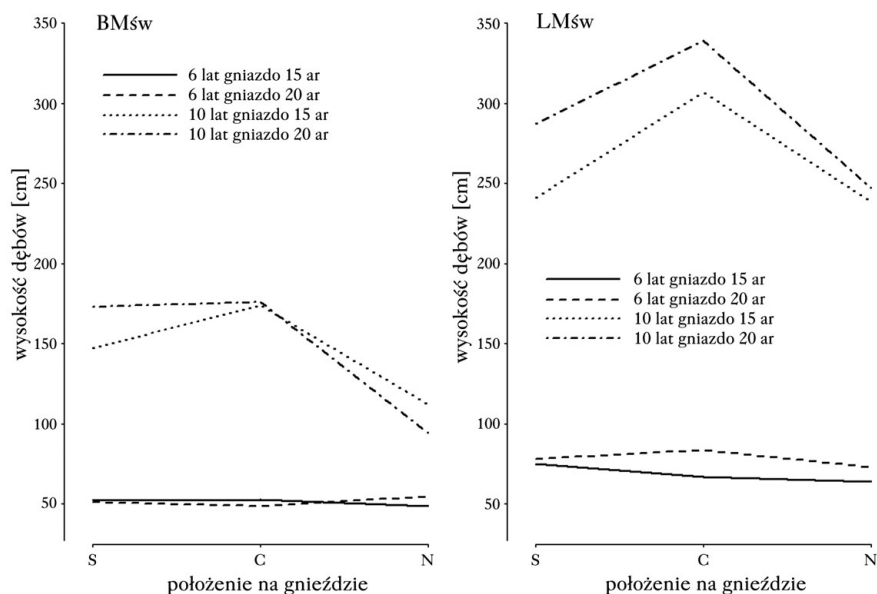 BMśw
6 lat gniazdo 15 ar
6 lat gniazdo 20 ar
10 lat gniazdo 15 ar
10 lat gniazdo 20 ar
wysokość dębów [cm]
350
300
250
200
150
100
50
S C N
położenie na gnieździe
LMśw
6 lat gniazdo 15 ar
6 lat gniazdo 20 ar
10 lat gniazdo 15 ar
10 lat gniazdo 20 ar
wysokość dębów [cm]
350
300
250
200
150
100
50
S C N
położenie na gnieździe